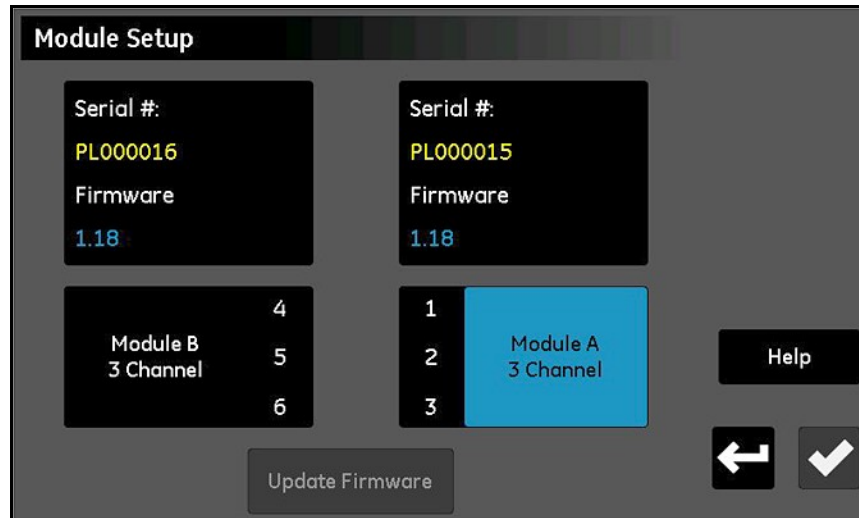 Module Setup
Serial #:
PL000016
Firmware
1.18
Serial #:
PL000015
Firmware
1.18
Module B
3 Channel
4
5
6
1
2
3
Module A
3 Channel
Help
Update Firmware